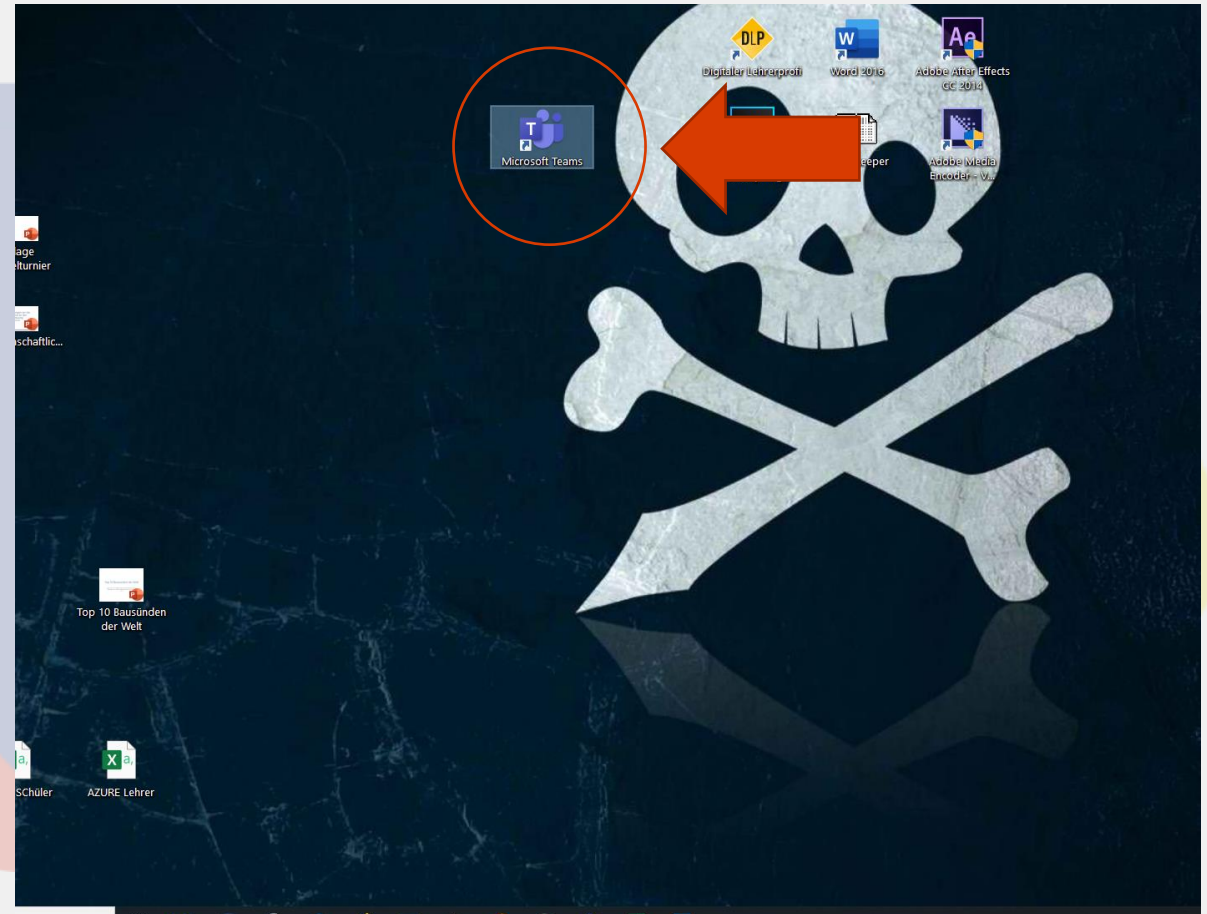 DLP
W
Ae
Digitaler Lehrerprofi
Word 2016
Adobe After Effects
CC 2014
T
Microsoft Teams
eeper
Adobe Media
Encoder - V...
age
elturnier
P
nschaftlic...
P
Top 10 Bausünden
der Welt
P
a,
SChüler
X a,
AZURE Lehrer